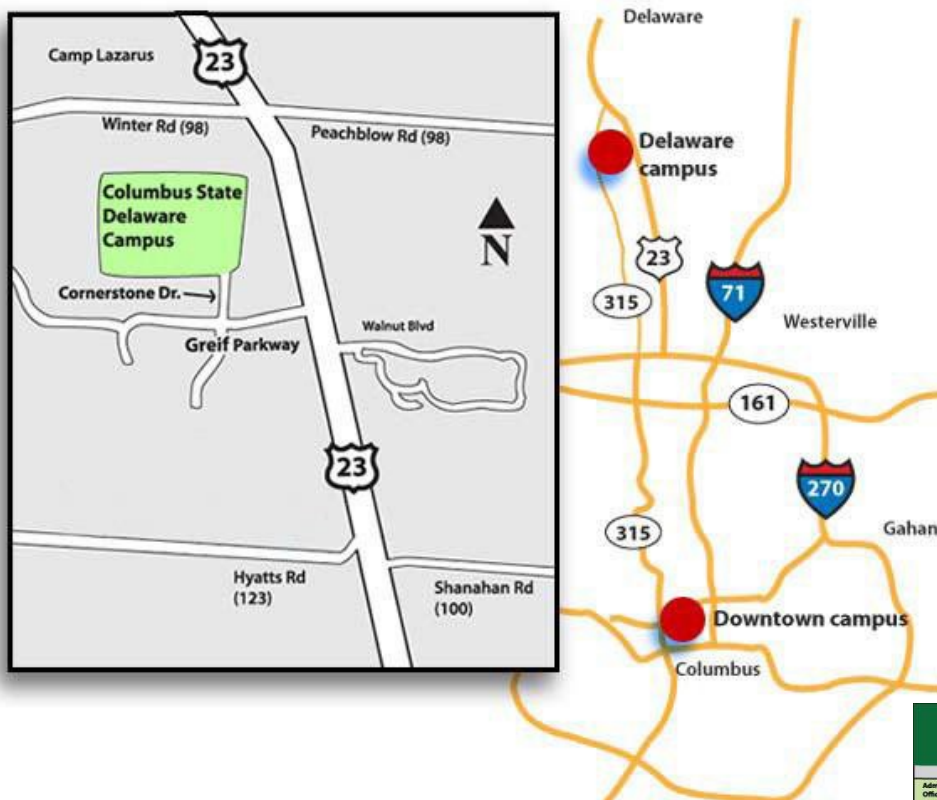 Camp Lazarus
23
Winter Rd (98)
Peachblow Rd (98)
Columbus State
Delaware
Campus
N
Cornerstone Dr.
Greif Parkway
Walnut Blvd
23
Hyatts Rd
(123)
Shanahan Rd
(100)
Delaware
Delaware
campus
23
71
315
Westerville
161
270
315
Gahan
Downtown campus
Columbus